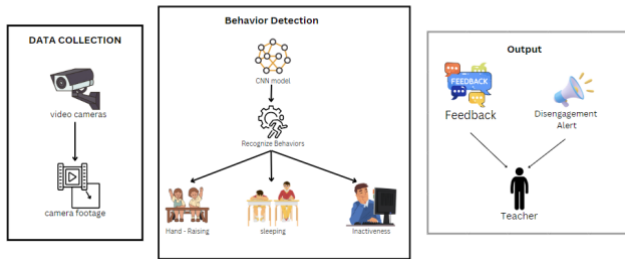 DATA COLLECTION
video cameras
camera footage
Behavior Detection
CNN model
Recognize Behaviors
Hand - Raising
sleeping
Inactiveness
Output
FEEDBACK
Feedback
Disengagement
Alert
Teacher